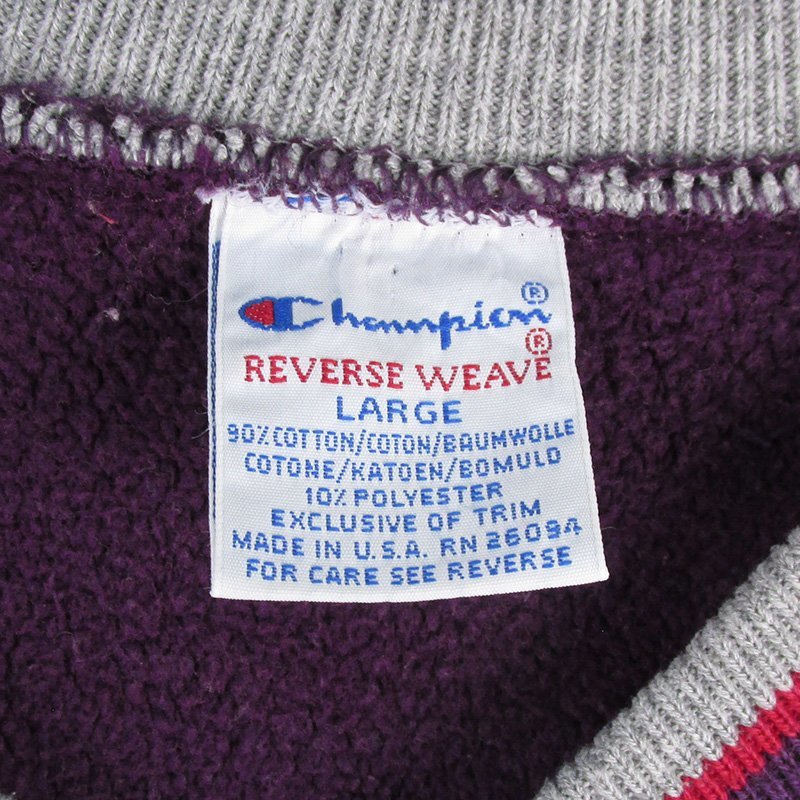 Champion®
REVERSE WEAVE®
LARGE
90% COTTON/COTON/BAUMWOLLE
COTONE/KATOEN/BOMULD
10% POLYESTER
EXCLUSIVE OF TRIM
MADE IN U.S.A. RN 26094
FOR CARE SEE REVERSE